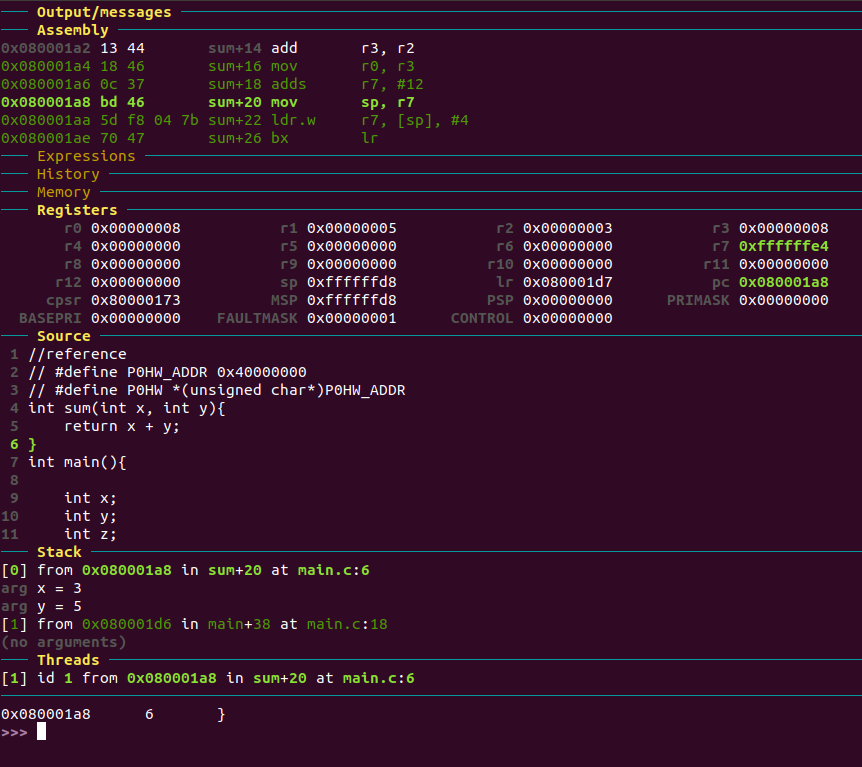 Output/messages
Assembly
0x080001a2 13 44 sum+14 add r3, r2
0x080001a4 18 46 sum+16 mov r0, r3
0x080001a6 0c 37 sum+18 adds r7, #12
0x080001a8 bd 46 sum+20 mov sp, r7
0x080001aa 5d f8 04 7b sum+22 ldr.w r7, [sp], #4
0x080001ae 70 47 sum+26 bx lr
Expressions
History
Memory
Registers
r0 0x00000008 r1 0x00000005 r2 0x00000003 r3 0x00000008
r4 0x00000000 r5 0x00000000 r6 0x00000000 r7 0xffffffe4
r8 0x00000000 r9 0x00000000 r10 0x00000000 r11 0x00000000
r12 0x00000000 sp 0xffffffd8 lr 0x080001d7 pc 0x080001a8
cpsr 0x80000173 MSP 0xffffffd8 PSP 0x00000000 PRIMASK 0x00000000
BASEPRI 0x00000000 FAULTMASK 0x00000001 CONTROL 0x00000000
Source
1 //reference
2 // #define P0HW_ADDR 0x40000000
3 // #define P0HW *(unsigned char*)P0HW_ADDR
4 int sum(int x, int y){
5 return x + y;
6 }
7 int main(){
8
9 int x;
10 int y;
11 int z;
Stack
[0] from 0x080001a8 in sum+20 at main.c:6
arg x = 3
arg y = 5
[1] from 0x080001d6 in main+38 at main.c:18
(no arguments)
Threads
[1] id 1 from 0x080001a8 in sum+20 at main.c:6
0x080001a8 6 }
>>>